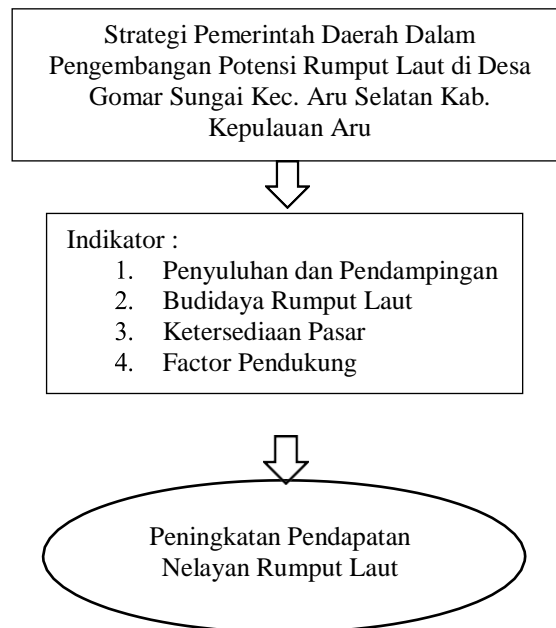 Strategi Pemerintah Daerah Dalam
Pengembangan Potensi Rumput Laut di Desa
Gomar Sungai Kec. Aru Selatan Kab.
Kepulauan Aru
Indikator :
1. Penyuluhan dan Pendampingan
2. Budidaya Rumput Laut
3. Ketersediaan Pasar
4. Factor Pendukung
Peningkatan Pendapatan
Nelayan Rumput Laut